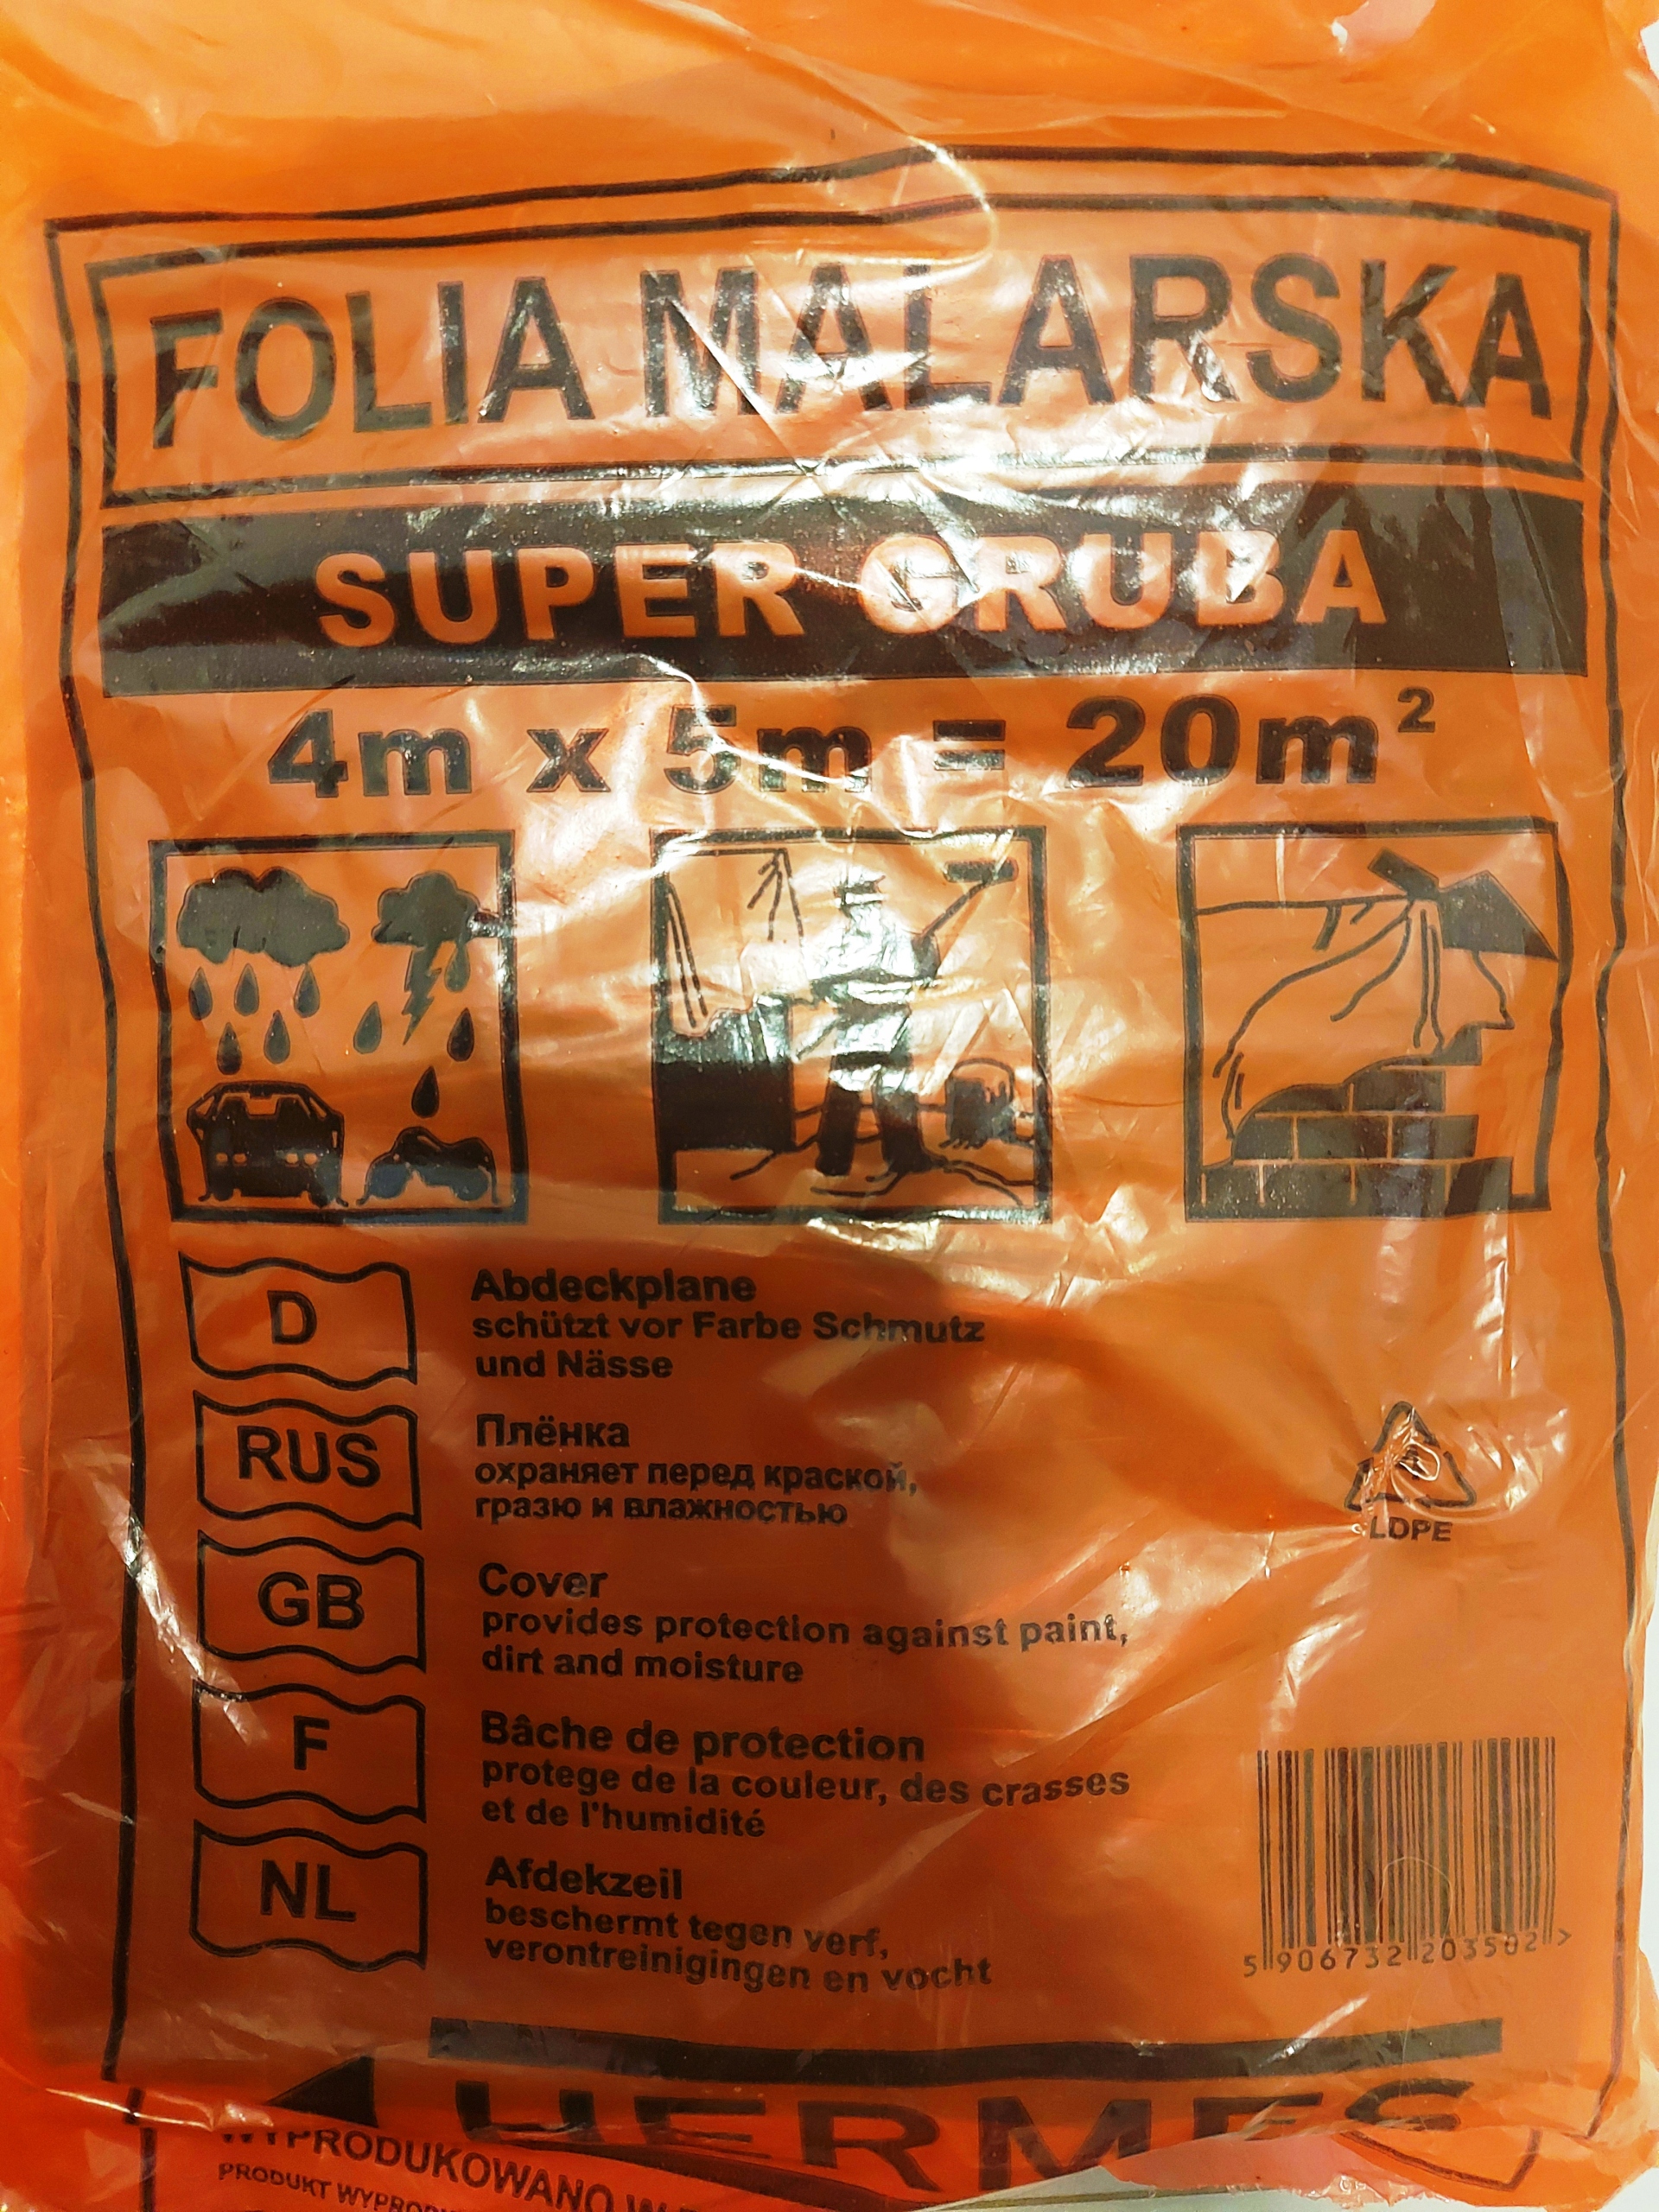 FOLIA MALARSKA
SUPER GRUBA
4m x 5m = 20m²
D
Abdeckplane
schützt vor Farbe Schmutz
und Nässe
RUS
Плёнка
охраняет перед краской,
гразю и влажностью
GB
Cover
provides protection against paint,
dirt and moisture
F
Bâche de protection
protege de la couleur, des crasses
et de l'humidité
NL
Afdekzeil
beschermt tegen verf,
verontreinigingen en vocht
LDPE
5 906732 203502 >
HERMES
WYPRODUKOWANO W
PRODUKT